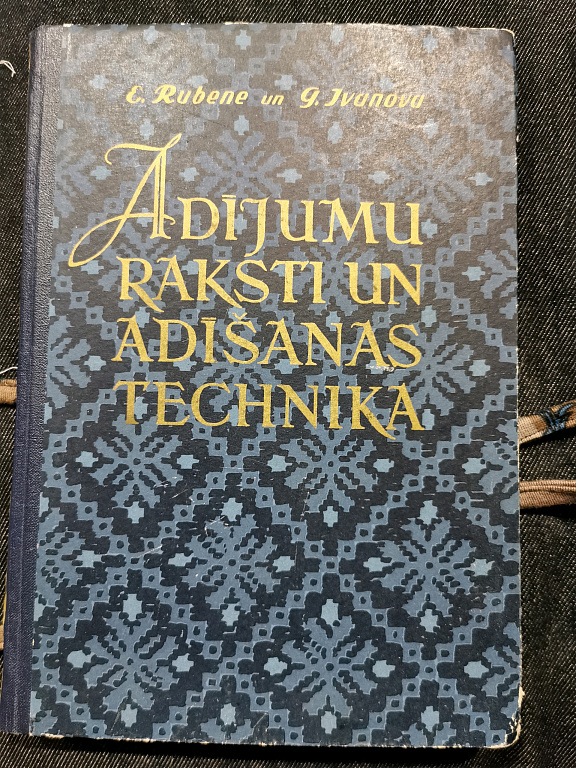 E. Rubene un G. Ivanova
ADĪJUMU
RAKSTI UN
ADĪŠANAS
TECHNIKA